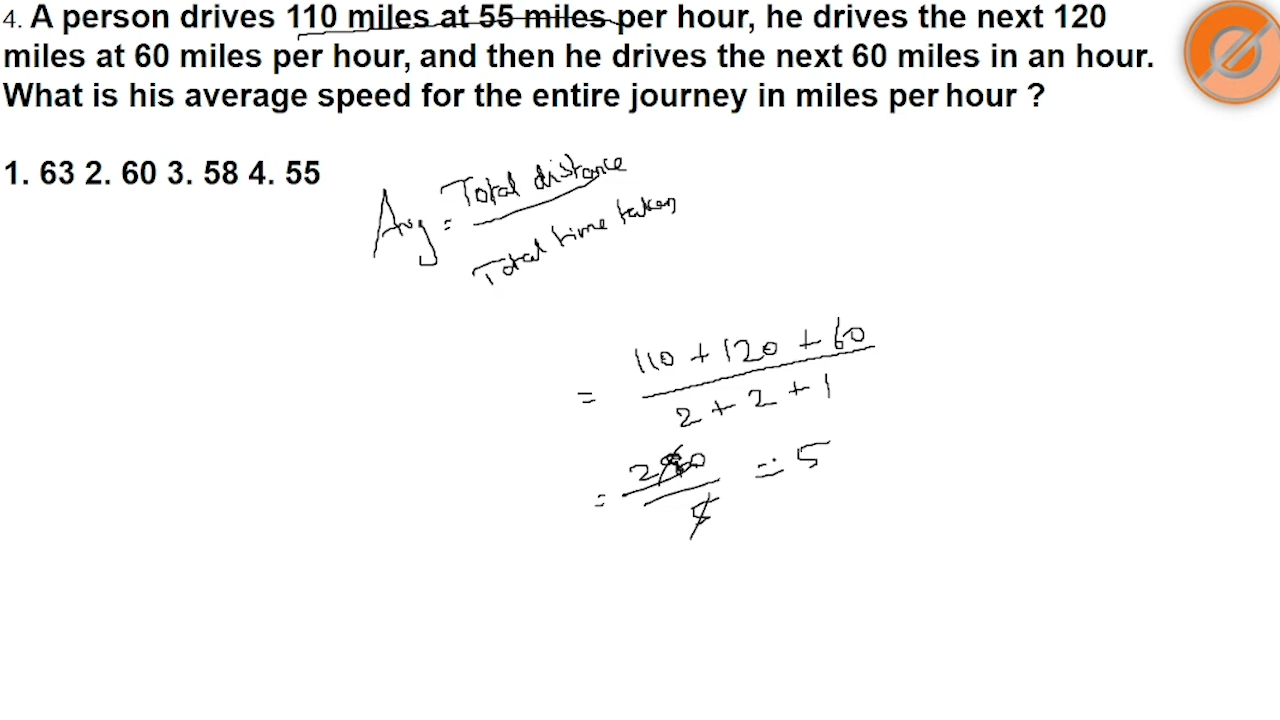 4. A person drives 110 miles at 55 miles per hour, he drives the next 120
miles at 60 miles per hour, and then he drives the next 60 miles in an hour.
What is his average speed for the entire journey in miles per hour ?
1. 63 2. 60 3. 58 4. 55
Avg = Total distance
Total time taken
= 110 + 120 + 60
2 + 2 + 1
= 290 = 5
5